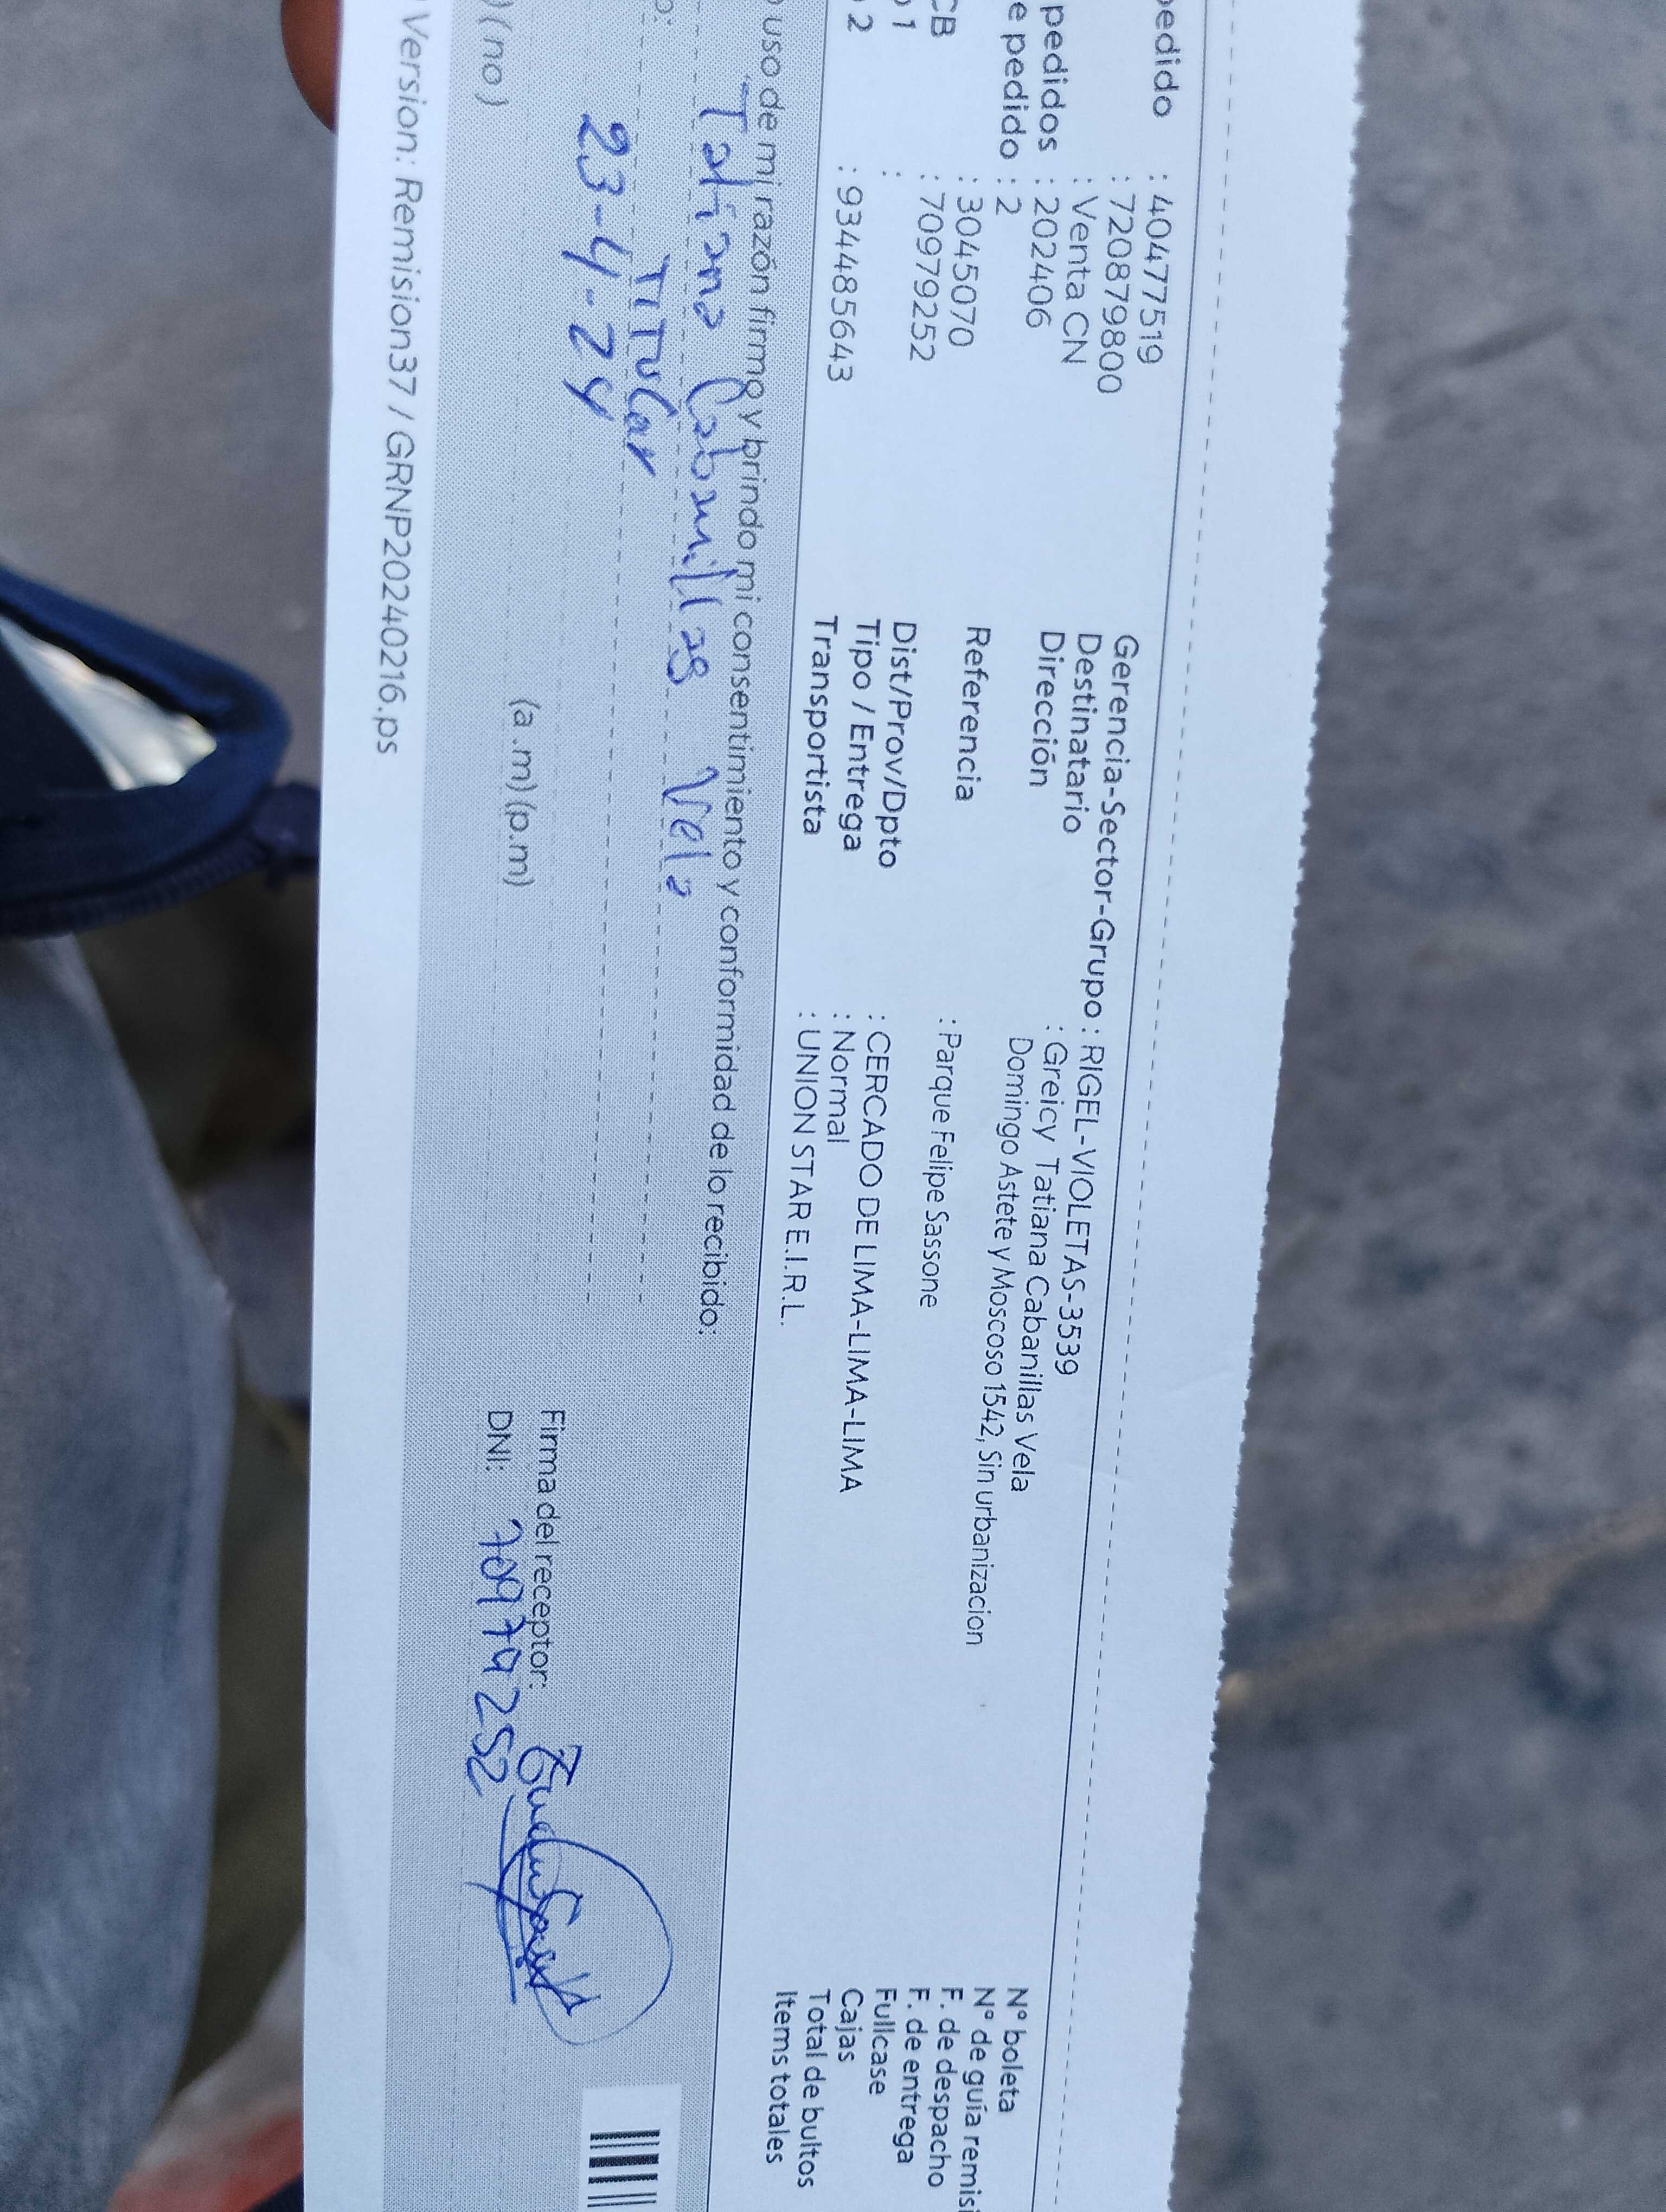 pedido : 40477519
: 720879800
: Venta CN
pedidos : 202406
e pedido : 2
: 3045070
CB : 70979252
1 :
2 : 934485643
Gerencia-Sector-Grupo : RIGEL-VIOLETAS-3539
Destinatario : Greicy Tatiana Cabanillas Vela
Dirección Domingo Astete y Moscoso 1542, Sin urbanizacion
Referencia : Parque Felipe Sassone
Dist/Prov/Dpto : CERCADO DE LIMA-LIMA-LIMA
Tipo / Entrega : Normal
Transportista : UNION STAR E.I.R.L.
N° boleta
N° de guía remisi
F. de despacho
F. de entrega
Fullcase
Cajas
Total de bultos
Items totales
uso de mi razón firmo y brindo mi consentimiento y conformidad de lo recibido:
Tatiana Cabanillas Vela
TiTular
23-4-24
(no) (a.m) (p.m)
Firma del receptor:
DNI: 70979252
Version: Remision37 / GRNP20240216.ps